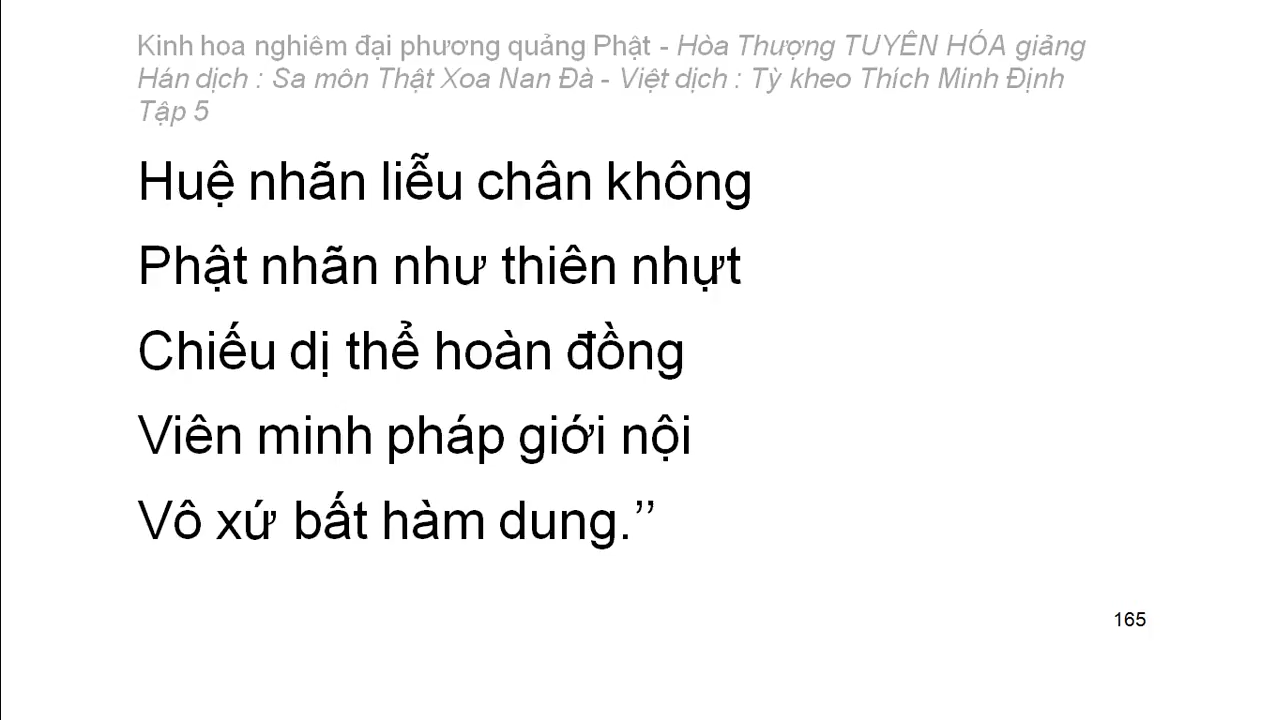 Kinh hoa nghiêm đại phương quảng Phật - Hòa Thượng TUYÊN HÓA giảng
Hán dịch : Sa môn Thật Xoa Nan Đà - Việt dịch : Tỳ kheo Thích Minh Định
Tập 5
Huệ nhãn liễu chân không
Phật nhãn như thiên nhựt
Chiếu dị thể hoàn đồng
Viên minh pháp giới nội
Vô xứ bất hàm dung.’’
165